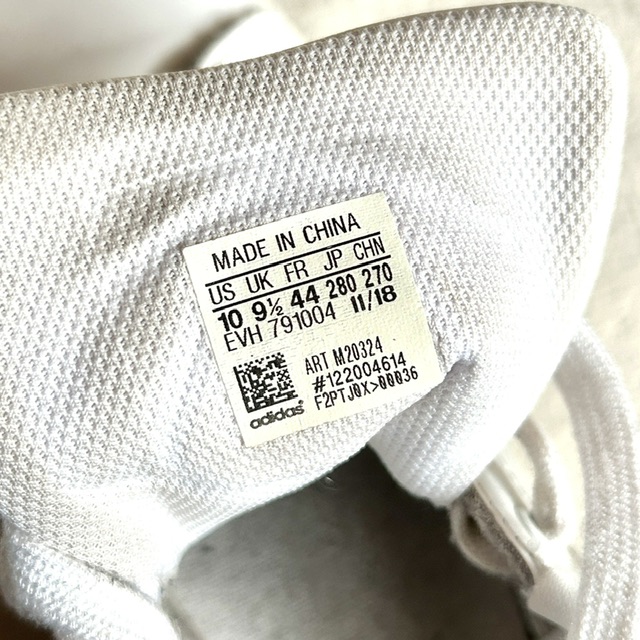 MADE IN CHINA
US UK FR JP CHN
10 9½ 44 280 270
EVH 791004 11/18
ART M20324
#122004614
F2PTJ0X>00036
adidas